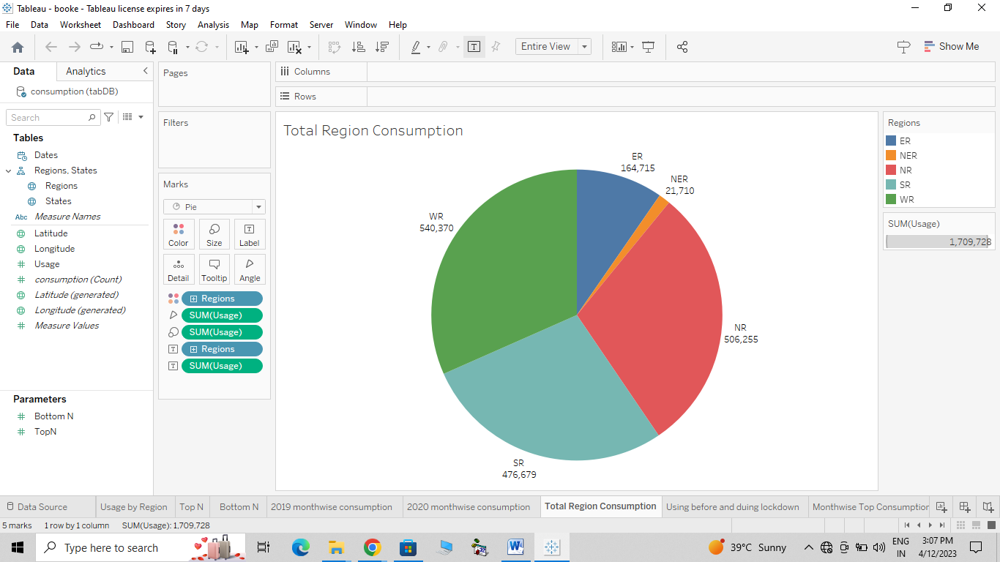 Tableau - booke - Tableau license expires in 7 days
File Data Worksheet Dashboard Story Analysis Map Format Server Window Help
Entire View
Show Me
Data Analytics
consumption (tabDB)
Search
Tables
Dates
Regions, States
Regions
States
Abc Measure Names
Latitude
Longitude
Usage
consumption (Count)
Latitude (generated)
Longitude (generated)
Measure Values
Parameters
Bottom N
TopN
Pages
Filters
Marks
Pie
Color Size Label
Detail Tooltip Angle
Regions
SUM(Usage)
SUM(Usage)
Regions
SUM(Usage)
Columns
Rows
Total Region Consumption
ER
164,715
NER
21,710
WR
540,370
NR
506,255
SR
476,679
Regions
ER
NER
NR
SR
WR
SUM(Usage)
1,709,728
Data Source Usage by Region Top N Bottom N 2019 monthwise consumption 2020 monthwise consumption Total Region Consumption Using before and duing lockdown Monthwise Top Consumption
5 marks 1 row by 1 column SUM(Usage): 1,709,728
Type here to search
39°C Sunny
ENG
IN
3:07 PM
4/12/2023